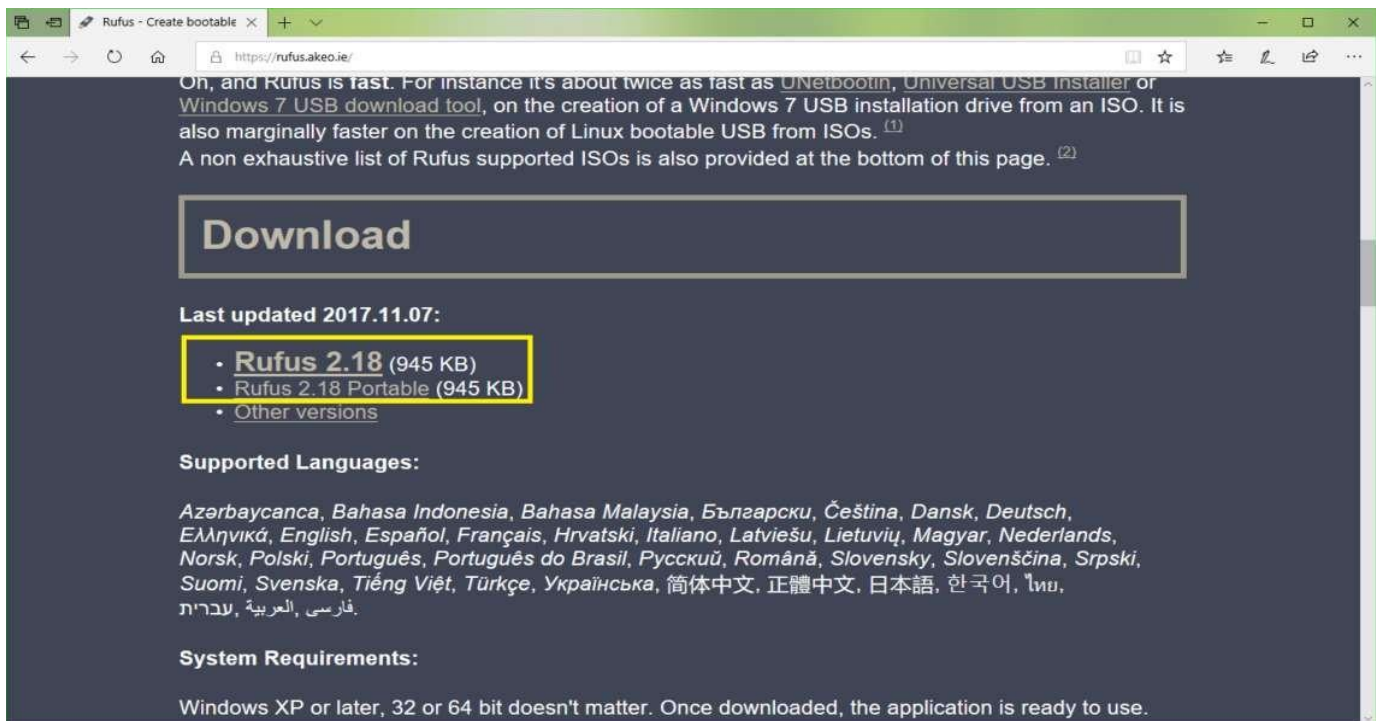 Rufus - Create bootable
https://rufus.akeo.ie/
Oh, and Rufus is fast. For instance it's about twice as fast as UNetbootin, Universal USB Installer or
Windows 7 USB download tool, on the creation of a Windows 7 USB installation drive from an ISO. It is
also marginally faster on the creation of Linux bootable USB from ISOs. (1)
A non exhaustive list of Rufus supported ISOs is also provided at the bottom of this page. (2)
Download
Last updated 2017.11.07:
• Rufus 2.18 (945 KB)
• Rufus 2.18 Portable (945 KB)
• Other versions
Supported Languages:
Azərbaycanca, Bahasa Indonesia, Bahasa Malaysia, Български, Čeština, Dansk, Deutsch,
Ελληνικά, English, Español, Français, Hrvatski, Italiano, Latviešu, Lietuvių, Magyar, Nederlands,
Norsk, Polski, Português, Português do Brasil, Русский, Română, Slovensky, Slovenščina, Srpski,
Suomi, Svenska, Tiếng Việt, Türkçe, Українська, 简体中文, 正體中文, 日本語, 한국어, ไทย,
עברית, العربية, فارسی.
System Requirements:
Windows XP or later, 32 or 64 bit doesn't matter. Once downloaded, the application is ready to use.